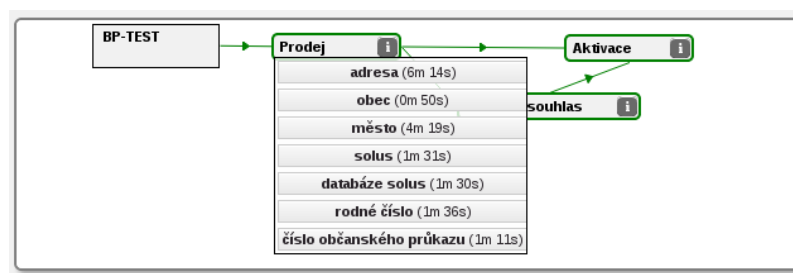 BP-TEST
Prodej i
Aktivace i
adresa (6m 14s)
obec (0m 50s)
souhlas i
město (4m 19s)
solus (1m 31s)
databáze solus (1m 30s)
rodné číslo (1m 36s)
číslo občanského průkazu (1m 11s)